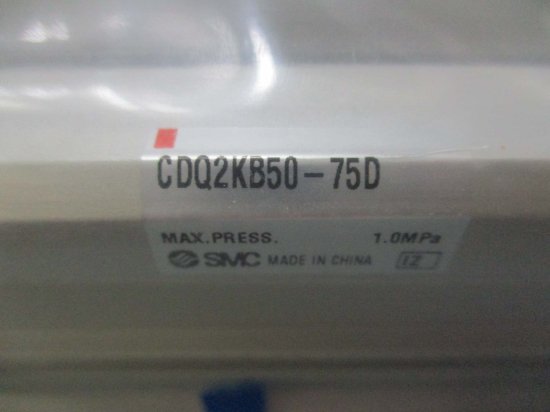 CDQ2KB50-75D
MAX.PRESS. 1.0MPa
SMC MADE IN CHINA